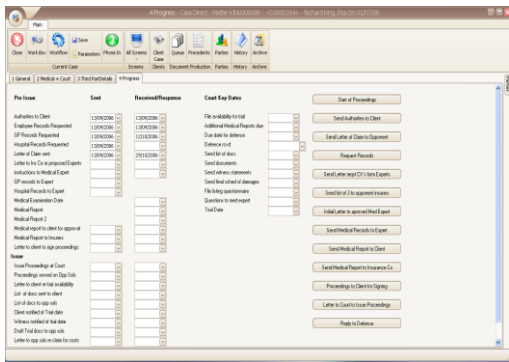 Main
Close Work Doc Workflow Save Parameters Phone In All Screens Client Case Queue Precedents Parties History Archive
Current Case Screens Clients Document Production Parties History Archive
1 General 2 Medical + Court 3 Third Part Details 4 Progress
Pre Issue Sent Received/Response Court Key Dates
Start of Proceedings
Authorities to Client 13/09/2006 13/09/2006 File availability for trial
Send Authorities to Client
Employee Records Requested 13/09/2006 13/09/2006 Additional Medical Reports due
GP Records Requested 13/09/2006 12/10/2006 Due date for defence
Send Letter of Claim to Opponent
Hospital Records Requested 13/09/2006 Defence rcvd
Letter of Claim sent 13/09/2006 29/10/2006 Send list of docs
Request Records
Letter to Ins Co re proposed Experts Send documents
Instructions to Medical Expert Send witness statements
Send Letter reqst CV's from Experts
GP records to Expert Send final sched of damages
Hospital Records to Expert File listing questionnaire
Send list of 3 to opponent insurers
Medical Examination Date Questions to med expert
Medical Report Trial Date
Initial Letter to aproved Med Expert
Medical Report 2
Medical report to client for approval
Send Medical Records to Expert
Medical Report to Insurers
Letter to client to sign proceedings
Send Medical Report to Client
Issue
Issue Proceedings at Court
Send Medical Report to Insurance Co
Proceedings served on Opp Sols
Letter to client re trial availability
Proceedings to Client for Signing
List of docs sent to client
List of docs to opp sols
Letter to Court to Issue Proceedings
Client notified of Trial date
Witness notified of trial date
Reply to Defence
Draft Trial docs to opp sols
Letter to opp sols re claim for costs